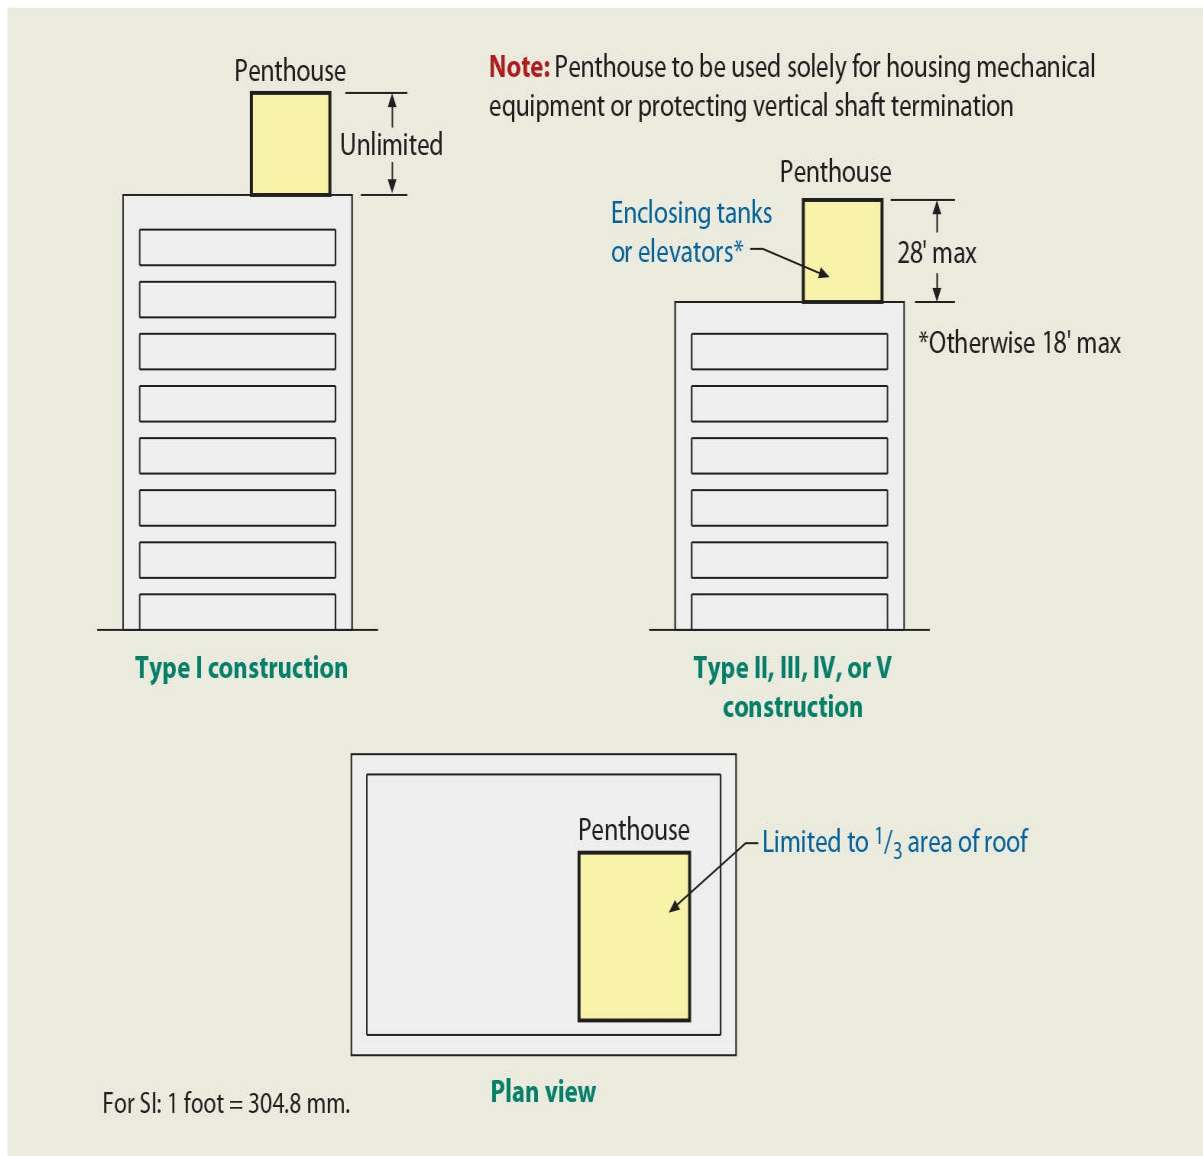 Penthouse
Unlimited
Note: Penthouse to be used solely for housing mechanical
equipment or protecting vertical shaft termination
Penthouse
Enclosing tanks
or elevators*
28' max
*Otherwise 18' max
Type I construction
Type II, III, IV, or V
construction
Penthouse
Limited to 1/3 area of roof
Plan view
For SI: 1 foot = 304.8 mm.